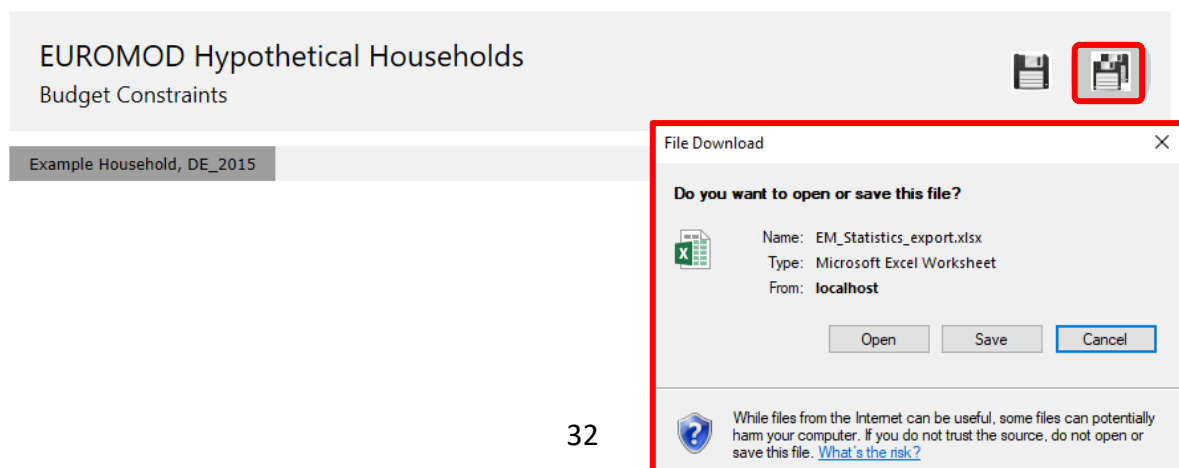 EUROMOD Hypothetical Households
Budget Constraints
Example Household, DE_2015
File Download
Do you want to open or save this file?
Name: EM_Statistics_export.xlsx
Type: Microsoft Excel Worksheet
From: localhost
Open Save Cancel
While files from the Internet can be useful, some files can potentially
harm your computer. If you do not trust the source, do not open or
save this file. What's the risk?
32